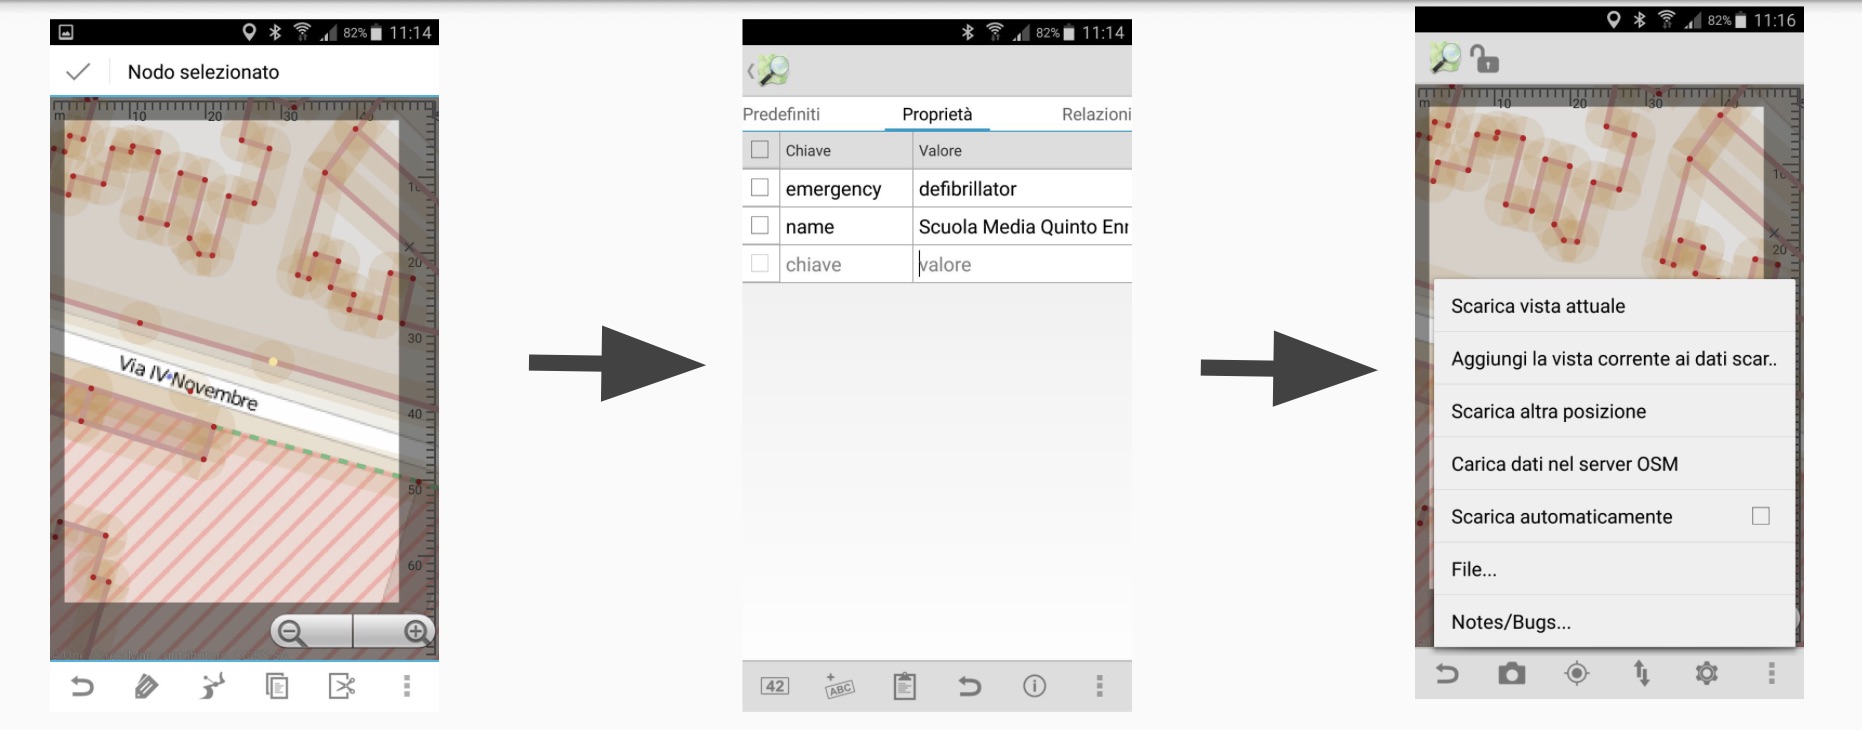 82% 11:14
Nodo selezionato
m 10 20 30 40
10
20
30
40
50
60
Via IV Novembre
82% 11:14
Predefiniti Proprietà Relazioni
Chiave Valore
emergency defibrillator
name Scuola Media Quinto Enn
chiave valore
42 ABC
82% 11:16
m 10 20 30 40
10
20
Scarica vista attuale
Aggiungi la vista corrente ai dati scar..
Scarica altra posizione
Carica dati nel server OSM
Scarica automaticamente
File...
Notes/Bugs...